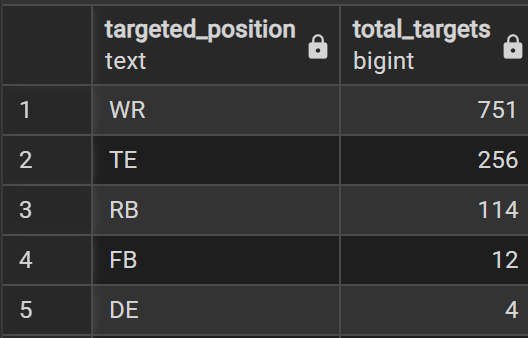 targeted_position total_targets
text bigint
1 WR 751
2 TE 256
3 RB 114
4 FB 12
5 DE 4